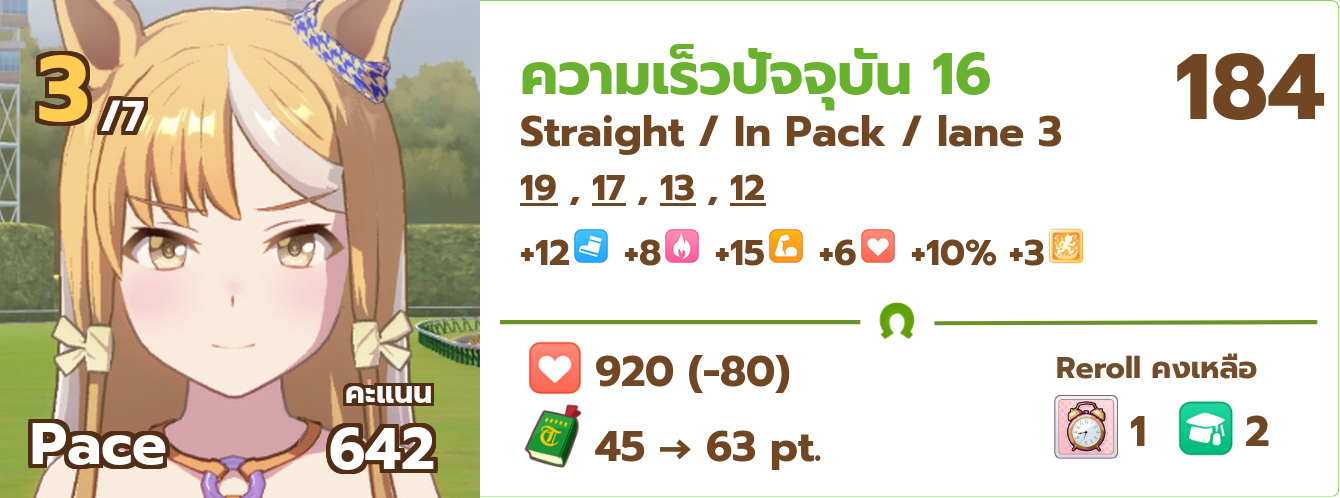 3 /7
ความเร็วปัจจุบัน 16
184
Straight / In Pack / lane 3
19 , 17 , 13 , 12
+12 +8 +15 +6 +10% +3
920 (-80)
45 → 63 pt.
Reroll คงเหลือ
1 2
คะแนน
Pace 642